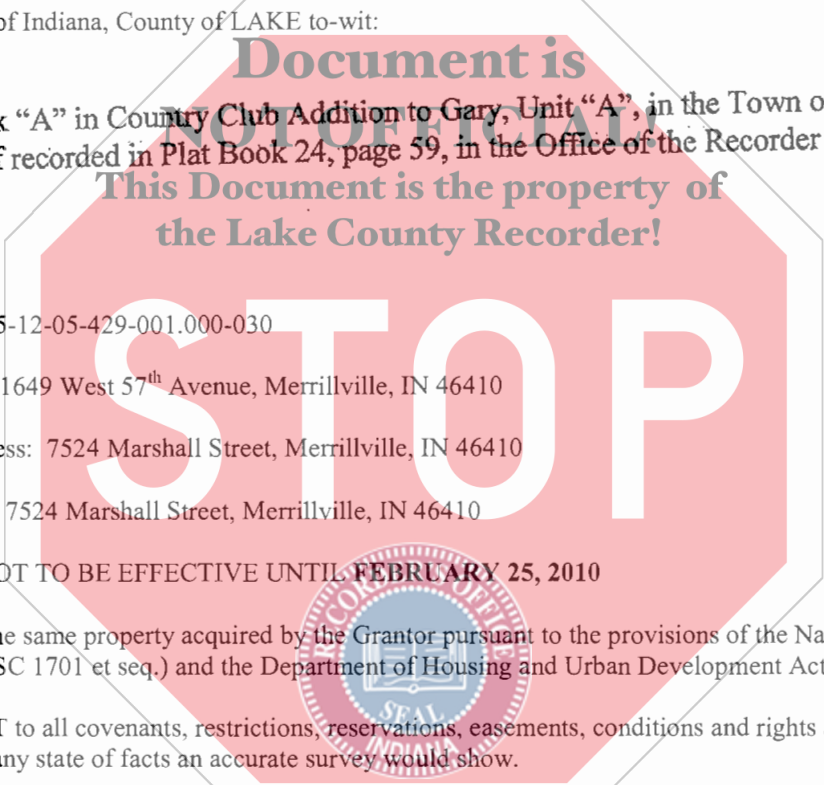 of Indiana, County of LAKE to-wit:
Document is
NOT OFFICIAL!
"A" in Country Club Addition to Gary, Unit "A", in the Town
recorded in Plat Book 24, page 59, in the Office of the Recorder
This Document is the property of
the Lake County Recorder!
5-12-05-429-001.000-030
STOP
1649 West 57th Avenue, Merrillville, IN 46410
ess: 7524 Marshall Street, Merrillville, IN 46410
7524 Marshall Street, Merrillville, IN 46410
OT TO BE EFFECTIVE UNTIL FEBRUARY 25, 2010
RECORDER'S OFFICE
e same property acquired by the Grantor pursuant to the provisions of the Na
SC 1701 et seq.) and the Department of Housing and Urban Development Act
SEAL
INDIANA
T to all covenants, restrictions, reservations, easements, conditions and rights
ny state of facts an accurate survey would show.